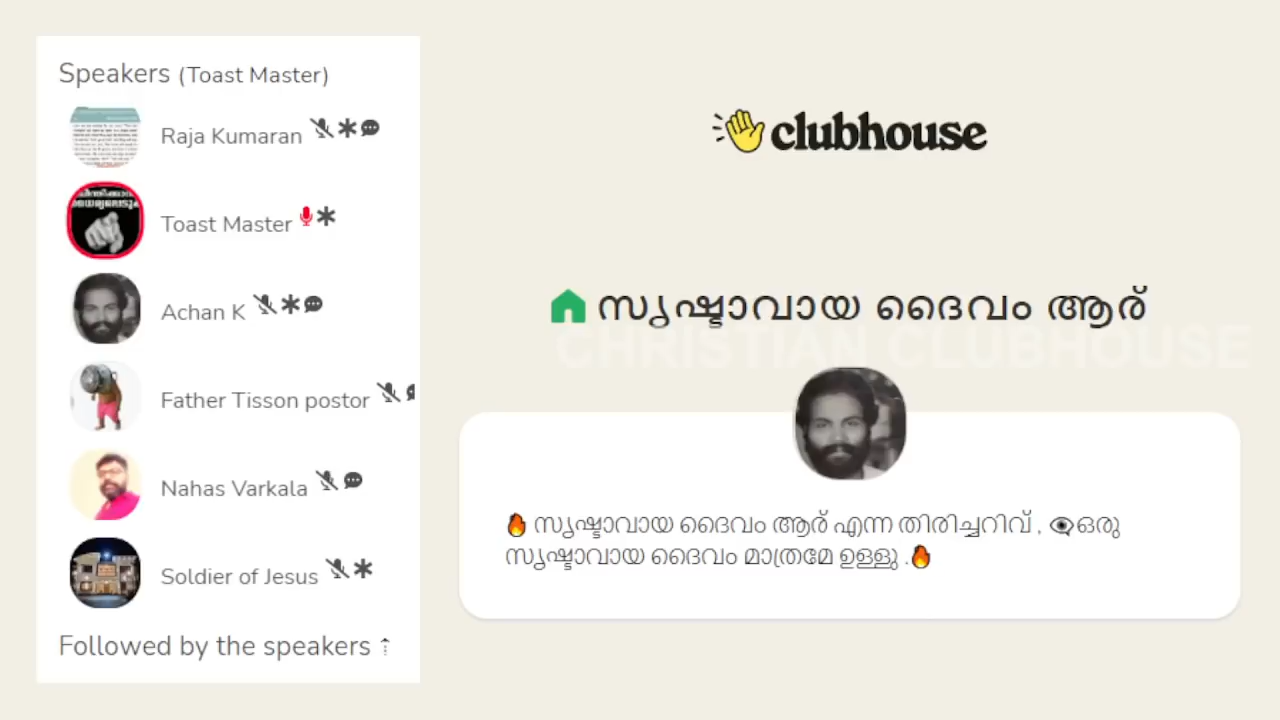 Speakers (Toast Master)
Raja Kumaran
Toast Master
Achan K
Father Tisson postor
Nahas Varkala
Soldier of Jesus
Followed by the speakers
clubhouse
സൃഷ്ടാവായ ദൈവം ആര്
CHRISTIAN CLUBHOUSE
🔥 സൃഷ്ടാവായ ദൈവം ആര് എന്ന തിരിച്ചറിവ് , 👁️ഒരു
സൃഷ്ടാവായ ദൈവം മാത്രമേ ഉള്ളു .🔥